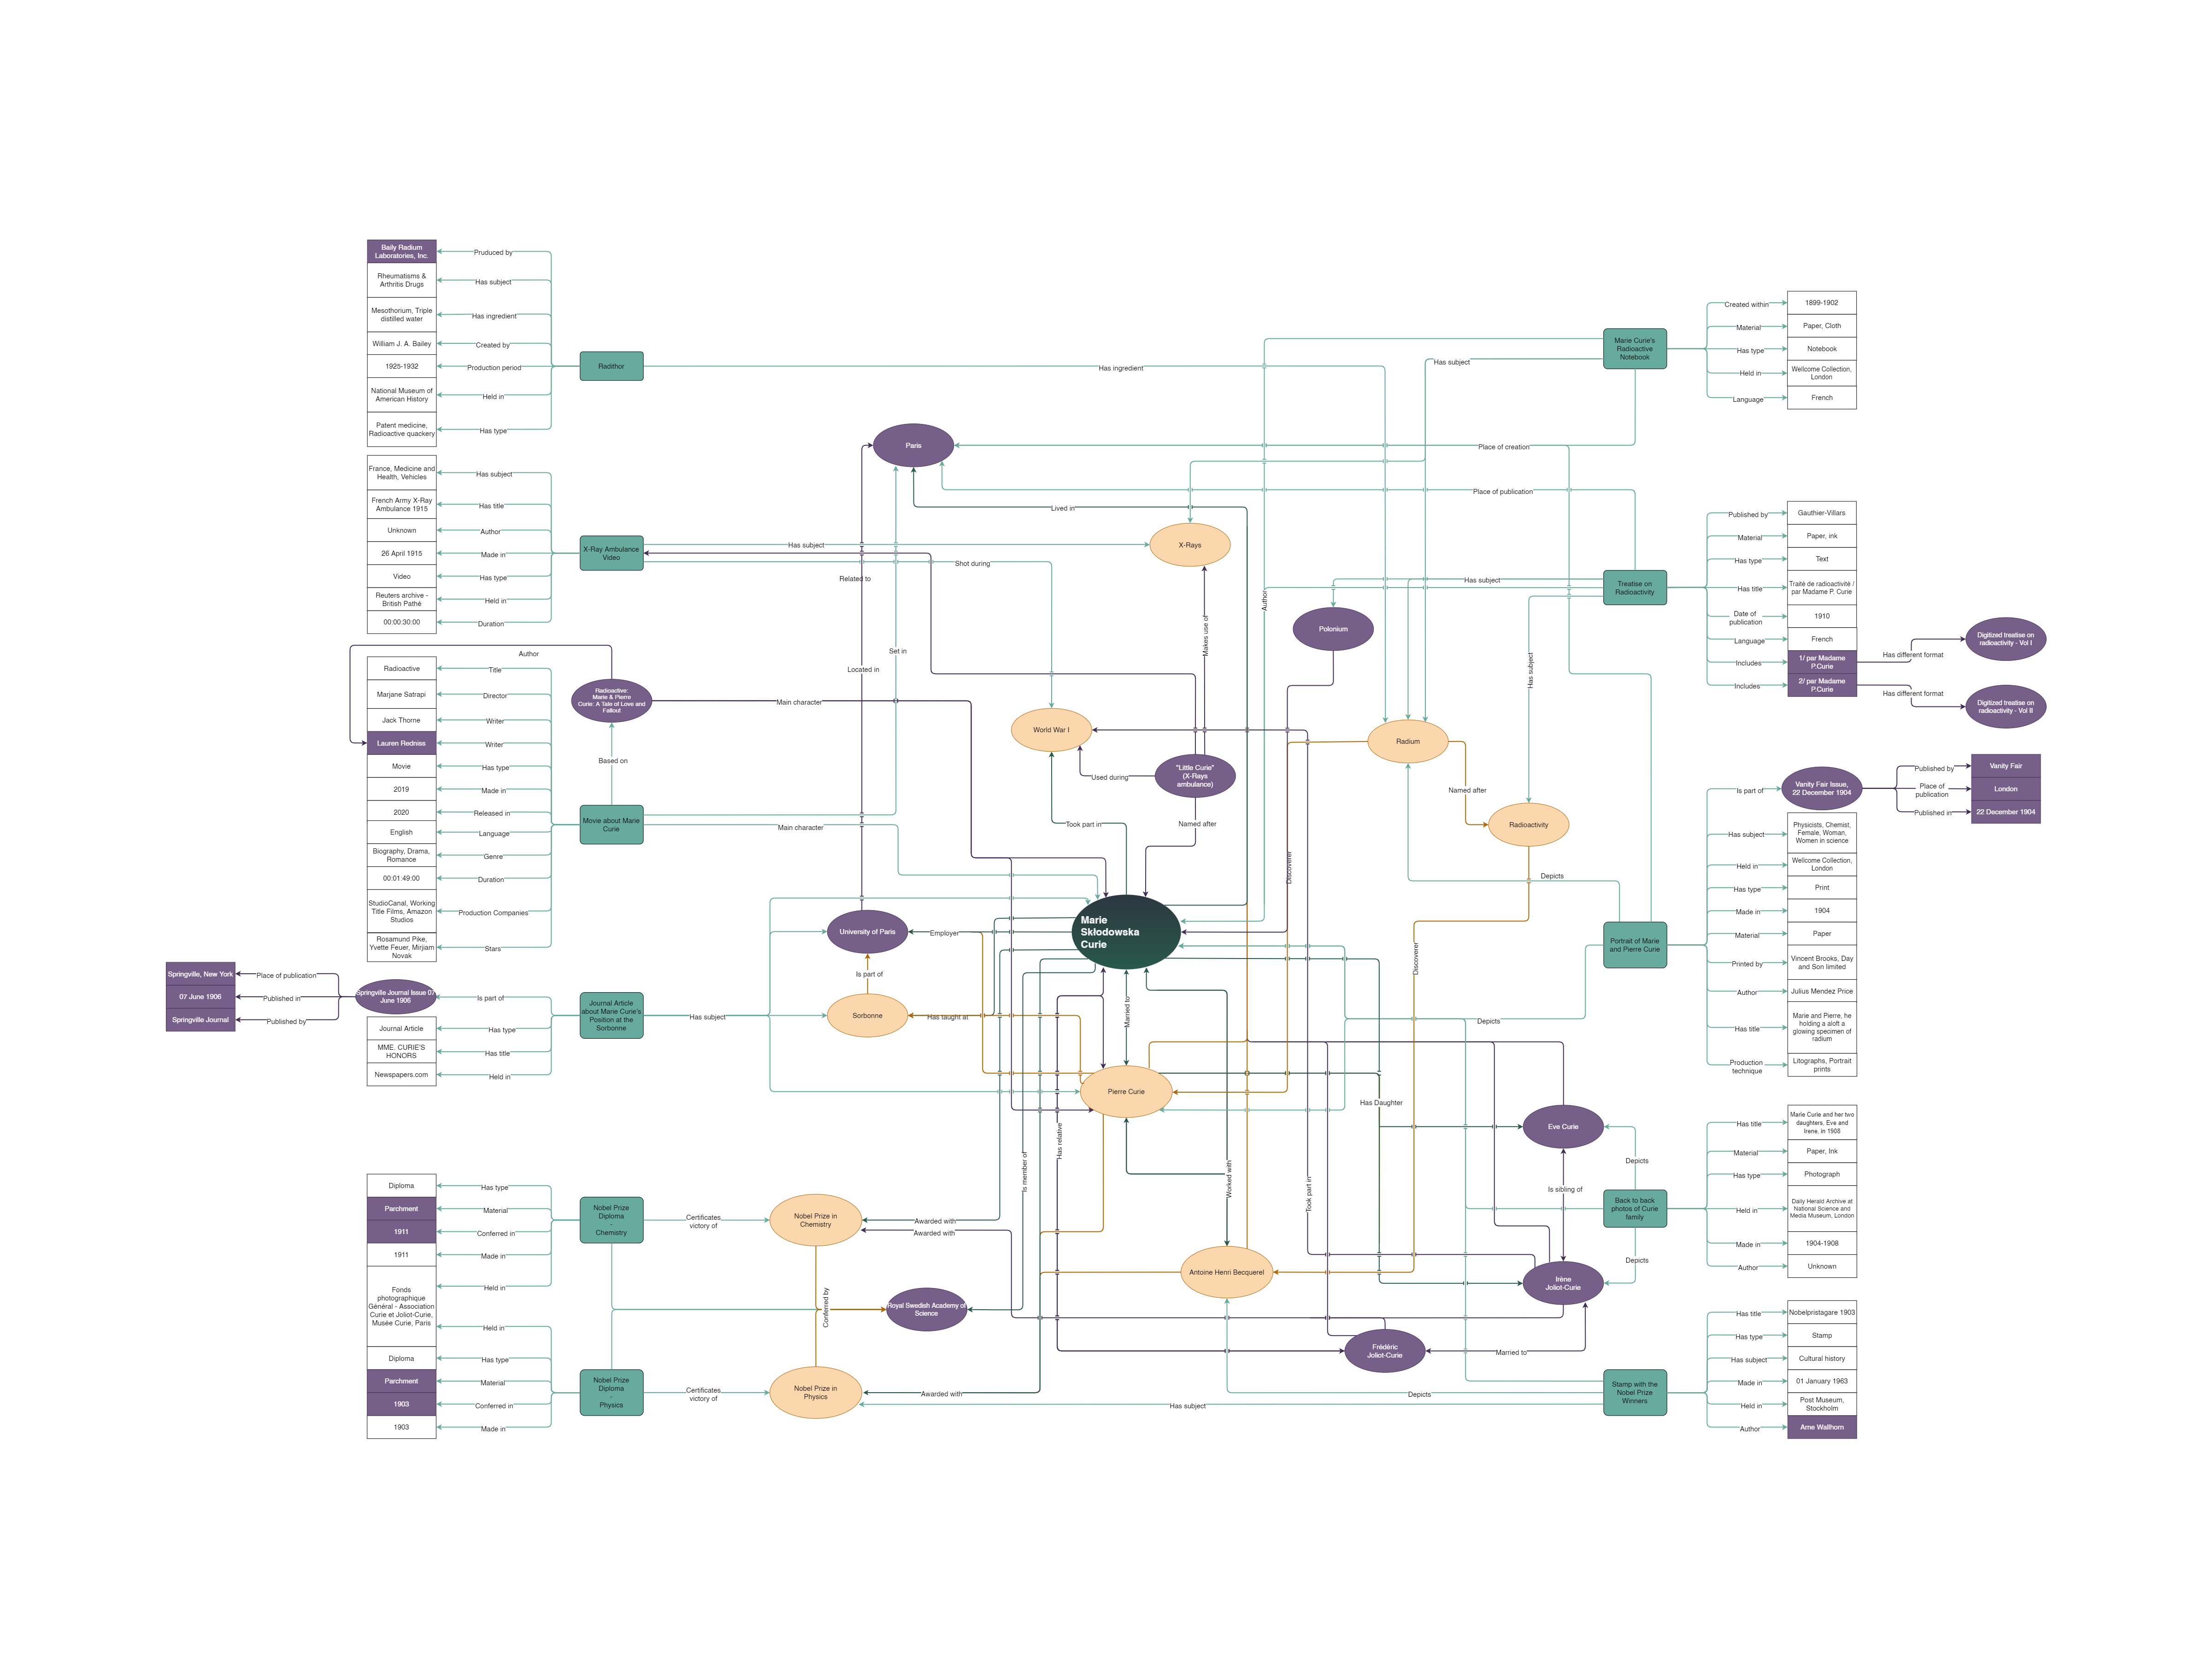 Baily Radium
Laboratories, Inc.
Pruduced by
Rheumatisms &
Arthritis Drugs
Has subject
Mesothorium, Triple
distilled water
Has ingredient
William J. A. Bailey
Created by
1925-1932
Production period
National Museum of
American History
Held in
Patent medicine,
Radioactive quackery
Has type
Radithor
Has ingredient
France, Medicine and
Health, Vehicles
Has subject
French Army X-Ray
Ambulance 1915
Has title
Unknown
Author
26 April 1915
Made in
Video
Has type
Reuters archive -
British Pathé
Held in
00:00:30:00
Duration
X-Ray Ambulance
Video
Has subject
Shot during
Author
Radioactive
Title
Marjane Satrapi
Director
Jack Thorne
Writer
Lauren Redniss
Writer
Movie
Has type
2019
Made in
2020
Released in
English
Language
Biography, Drama,
Romance
Genre
00:01:49:00
Duration
StudioCanal, Working
Title Films, Amazon
Studios
Production Companies
Rosamund Pike,
Yvette Feuer, Mirjiam
Novak
Stars
Radioactive:
Marie & Pierre
Curie: A Tale of Love and
Fallout
Main character
Based on
Movie about Marie
Curie
Main character
Set in
Springville, New York
Place of publication
07 June 1906
Published in
Springville Journal
Published by
Springville Journal Issue 07
June 1906
Is part of
Journal Article
Has type
MME. CURIE'S
HONORS
Has title
Newspapers.com
Held in
Journal Article
about Marie Curie's
Position at the
Sorbonne
Has subject
Diploma
Has type
Parchment
Material
1911
Conferred in
1911
Made in
Fonds
photographique
Général - Association
Curie et Joliot-Curie,
Musée Curie, Paris
Held in
Held in
Diploma
Has type
Parchment
Material
1903
Conferred in
1903
Made in
Nobel Prize
Diploma
-
Chemistry
Certificates
victory of
Nobel Prize
Diploma
-
Physics
Certificates
victory of
Nobel Prize in
Chemistry
Awarded with
Awarded with
Conferred by
Royal Swedish Academy of
Science
Nobel Prize in
Physics
Awarded with
Paris
Lived in
Related to
Located in
University of Paris
Employer
Is part of
Sorbonne
Has taught at
X-Rays
Makes use of
World War I
Used during
"Little Curie"
(X-Rays
ambulance)
Named after
Took part in
Marie
Skłodowska
Curie
Married to
Pierre Curie
Is member of
Has relative
Worked with
Antoine Henri Becquerel
Author
Polonium
Discoverer
Radium
Named after
Radioactivity
Depicts
Discoverer
Has subject
Has subject
Has subject
Place of creation
Place of publication
Depicts
Has Daughter
Took part in
Eve Curie
Is sibling of
Irène
Joliot-Curie
Frédéric
Joliot-Curie
Married to
Depicts
Has subject
Marie Curie's
Radioactive
Notebook
Created within
1899-1902
Material
Paper, Cloth
Has type
Notebook
Held in
Wellcome Collection,
London
Language
French
Treatise on
Radioactivity
Published by
Gauthier-Villars
Material
Paper, ink
Has type
Text
Has title
Traité de radioactivité /
par Madame P. Curie
Date of
publication
1910
Language
French
Includes
1/ par Madame
P.Curie
Has different format
Digitized treatise on
radioactivity - Vol I
Includes
2/ par Madame
P.Curie
Has different format
Digitized treatise on
radioactivity - Vol II
Portrait of Marie
and Pierre Curie
Is part of
Vanity Fair Issue,
22 December 1904
Published by
Vanity Fair
Place of
publication
London
Published in
22 December 1904
Has subject
Physicists, Chemist,
Female, Woman,
Women in science
Held in
Wellcome Collection,
London
Has type
Print
Made in
1904
Material
Paper
Printed by
Vincent Brooks, Day
and Son limited
Author
Julius Mendez Price
Has title
Marie and Pierre, he
holding a aloft a
glowing specimen of
radium
Production
technique
Litographs, Portrait
prints
Back to back
photos of Curie
family
Depicts
Depicts
Has title
Marie Curie and her two
daughters, Eve and
Irene, in 1908
Material
Paper, Ink
Has type
Photograph
Held in
Daily Herald Archive at
National Science and
Media Museum, London
Made in
1904-1908
Author
Unknown
Stamp with the
Nobel Prize
Winners
Has title
Nobelpristagare 1903
Has type
Stamp
Has subject
Cultural history
Made in
01 January 1963
Held in
Post Museum,
Stockholm
Author
Arne Wallhorn